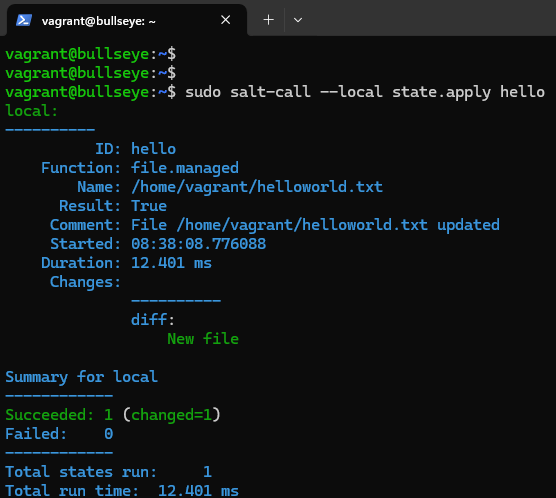 vagrant@bullseye: ~
vagrant@bullseye:~$
vagrant@bullseye:~$
vagrant@bullseye:~$ sudo salt-call --local state.apply hello
local:
----------
          ID: hello
    Function: file.managed
        Name: /home/vagrant/helloworld.txt
      Result: True
     Comment: File /home/vagrant/helloworld.txt updated
     Started: 08:38:08.776088
    Duration: 12.401 ms
     Changes:
              ----------
              diff:
                  New file

Summary for local
------------
Succeeded: 1 (changed=1)
Failed:    0
------------
Total states run:     1
Total run time:  12.401 ms